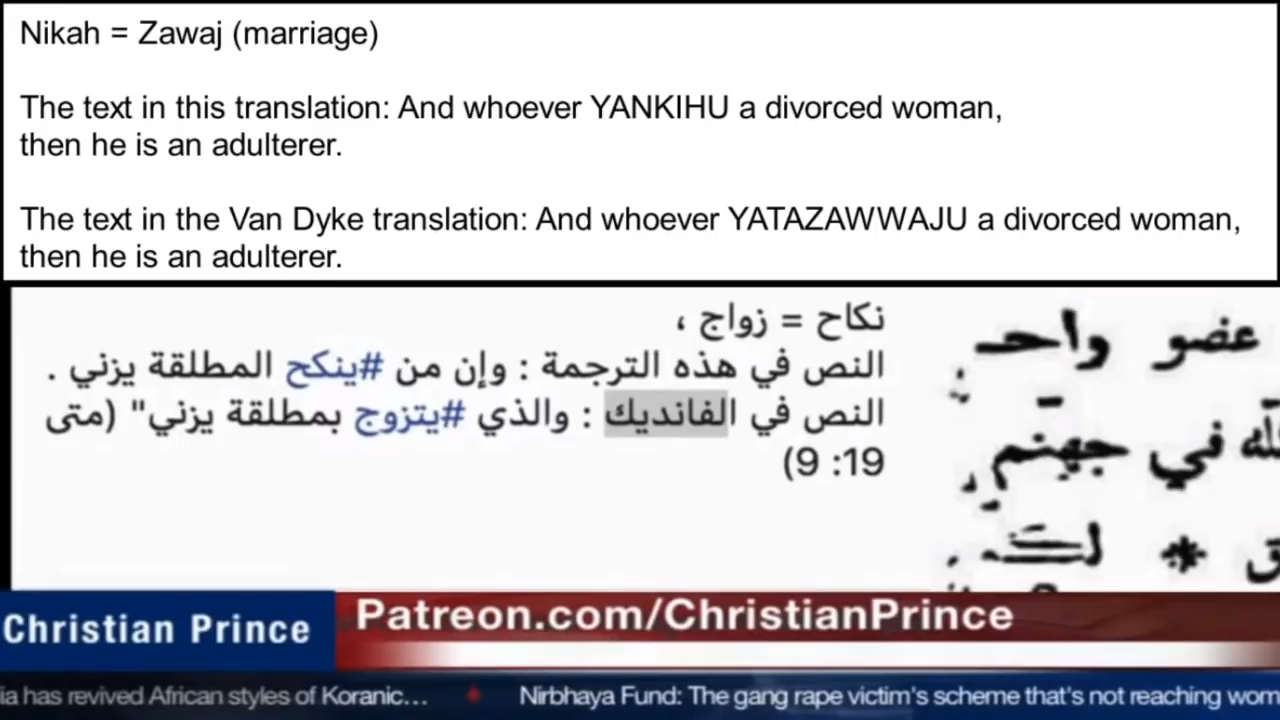 Nikah = Zawaj (marriage)
The text in this translation: And whoever YANKIHU a divorced woman,
then he is an adulterer.
The text in the Van Dyke translation: And whoever YATAZAWWAJU a divorced woman,
then he is an adulterer.
نكاح = زواج ،
النص في هذه الترجمة : وإن من #ينكح المطلقة يزني .
النص في الفانديك : والذي #يتزوج بمطلقة يزني" (متى
19: 9)
عضو واحد
في جهنم
لك
Christian Prince
Patreon.com/ChristianPrince
ia has revived African styles of Koranic... Nirbhaya Fund: The gang rape victim's scheme that's not reaching wom